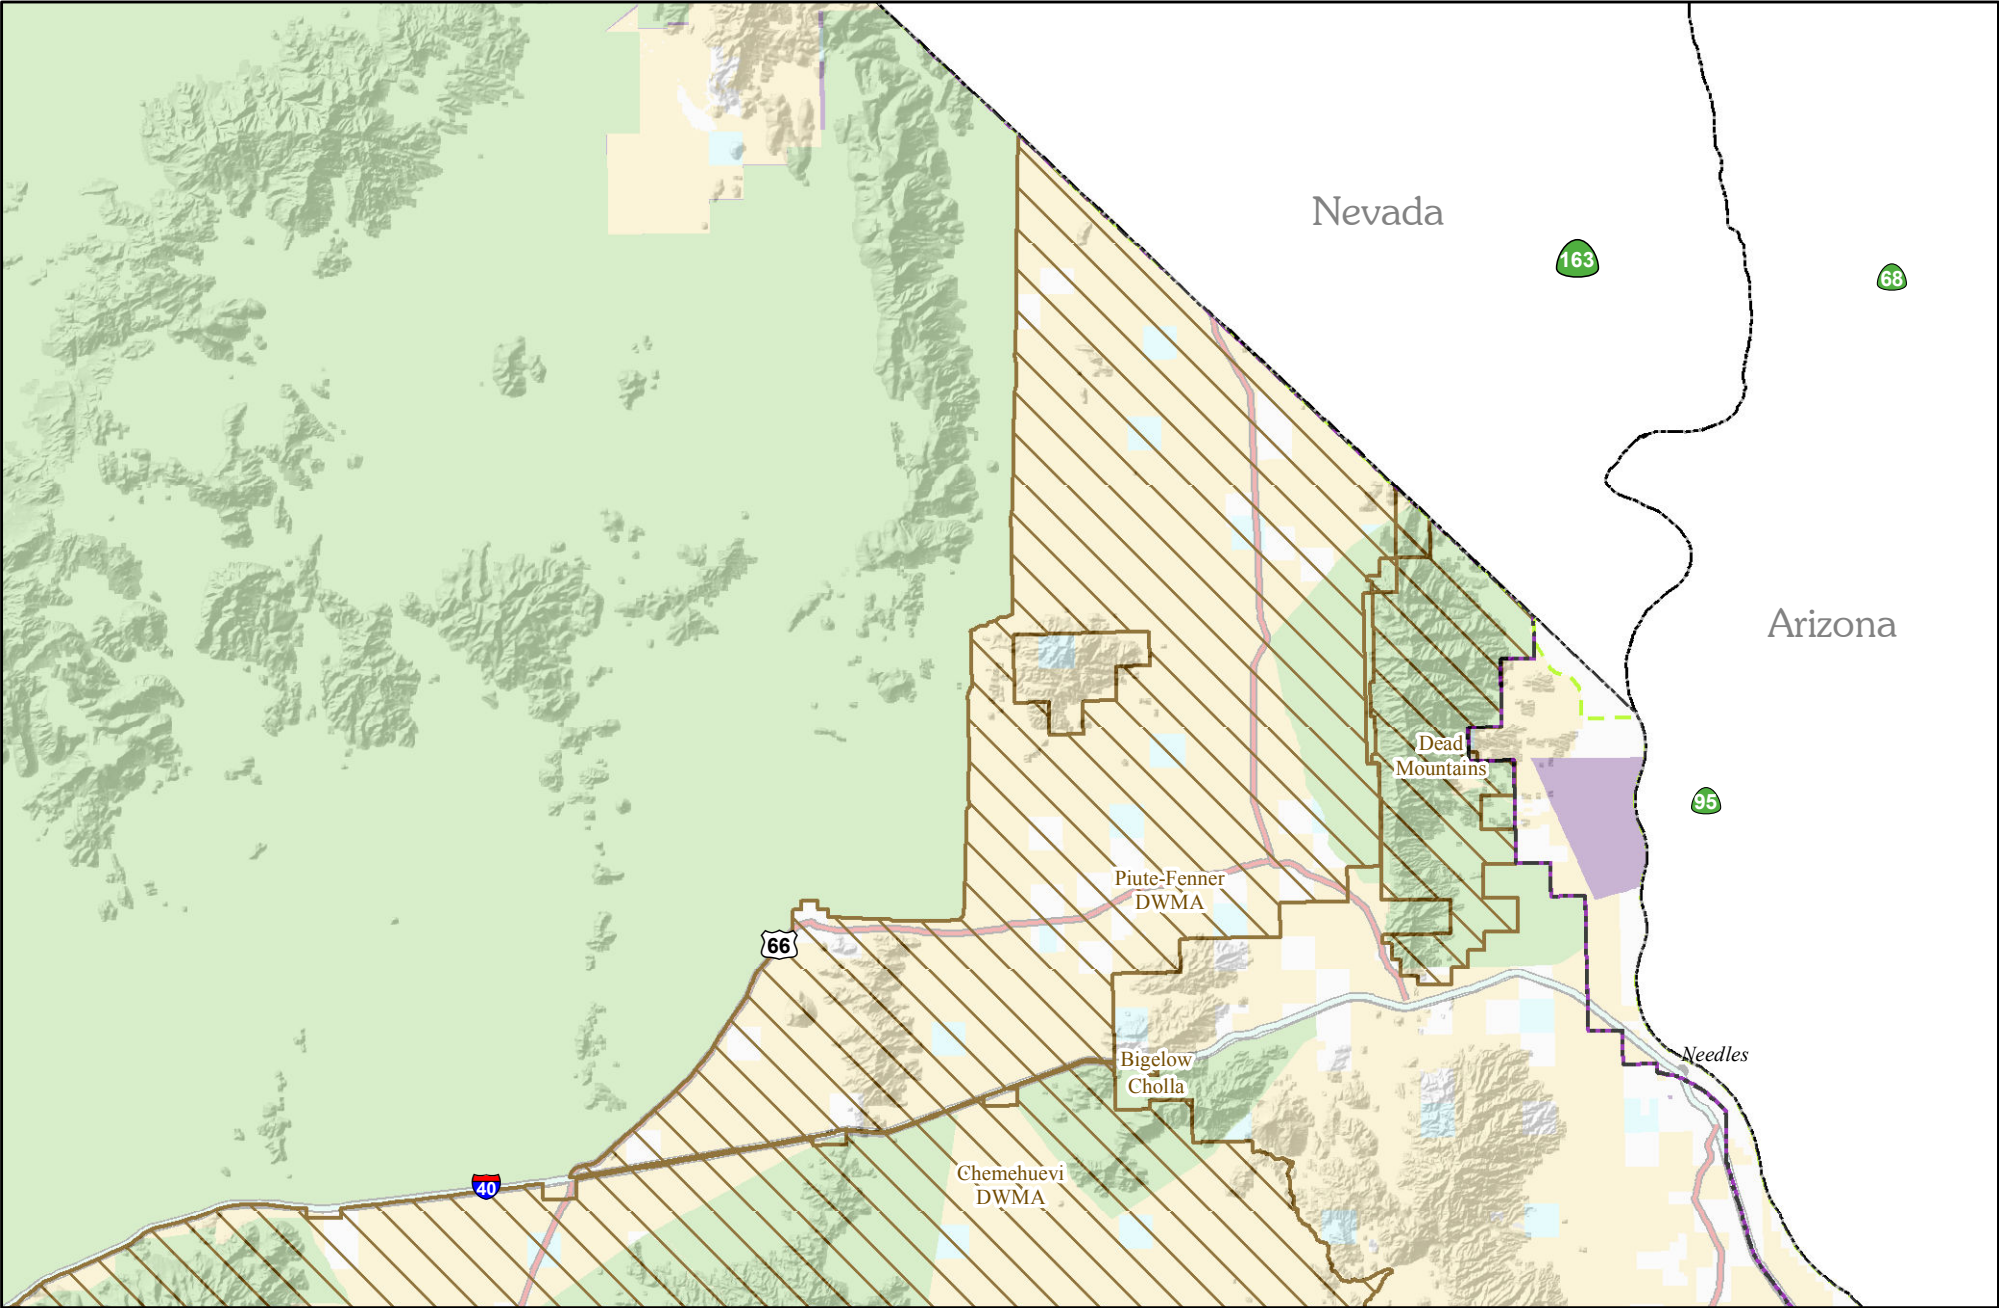 Nevada
163
68
Arizona
Dead
Mountains
95
Piute-Fenner
DWMA
66
Bigelow
Cholla
Needles
Chemehuevi
DWMA
40